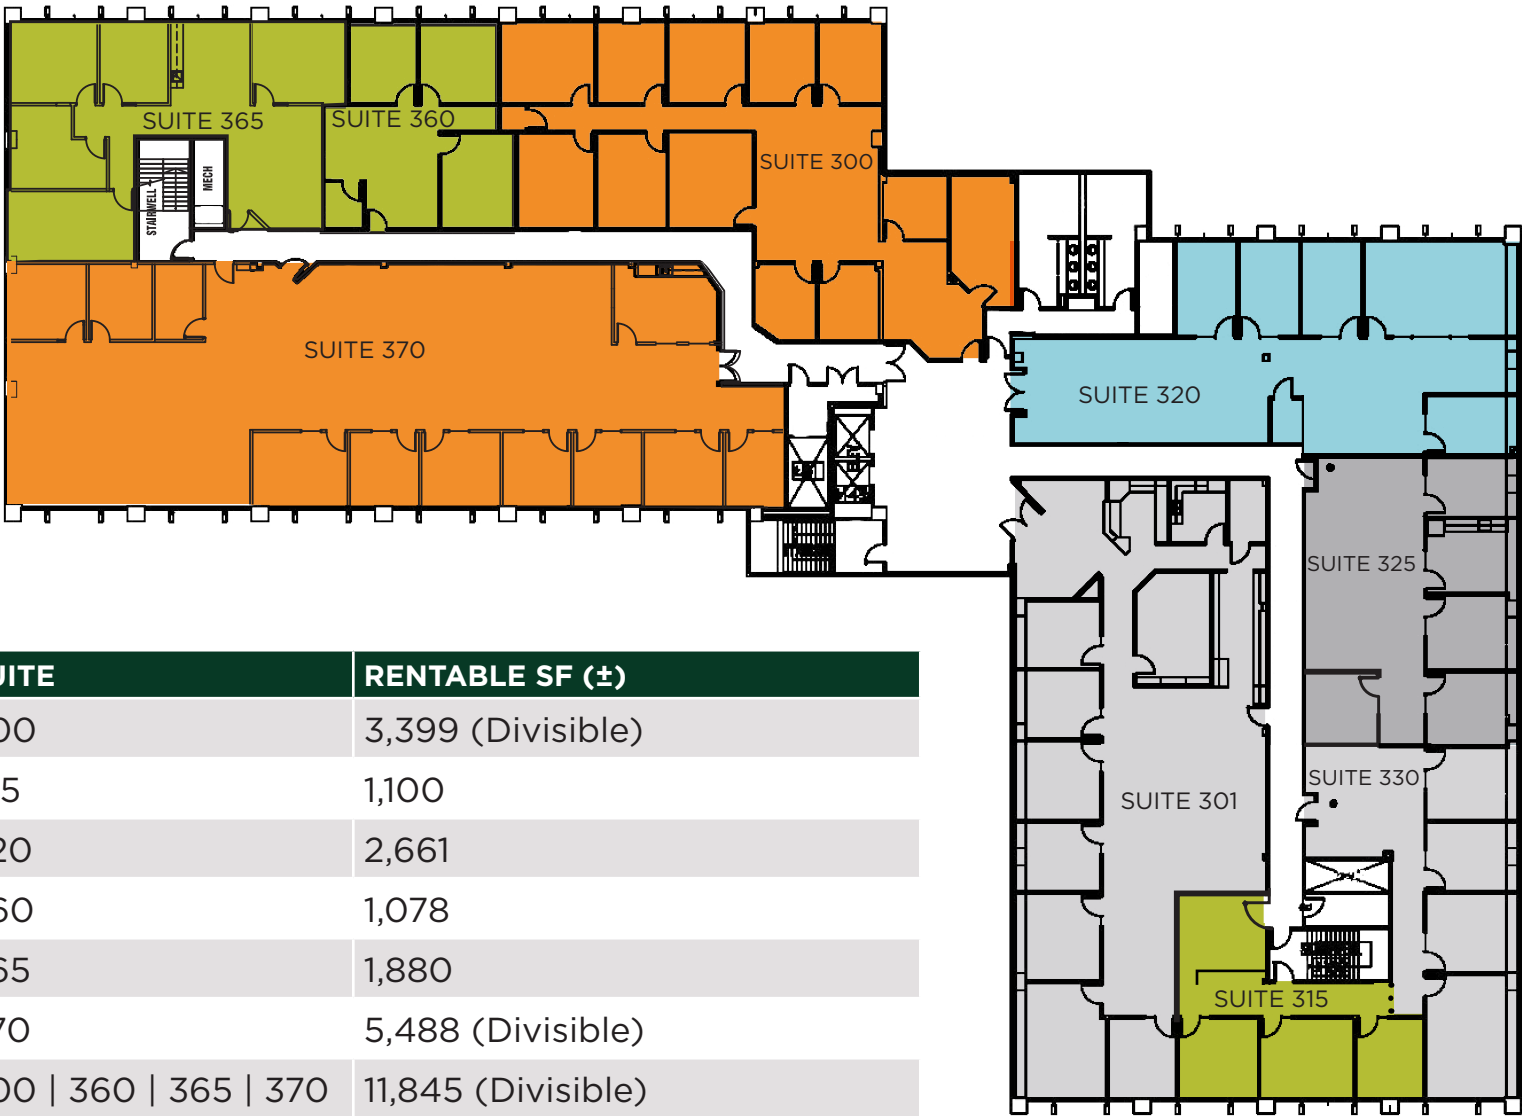 SUITE 365
SUITE 360
SUITE 300
MECH
STAIRWELL
SUITE 370
SUITE 320
SUITE 325
SUITE 301
SUITE 330
SUITE 315
UITE RENTABLE SF (±)
00 3,399 (Divisible)
15 1,100
20 2,661
60 1,078
65 1,880
70 5,488 (Divisible)
00 | 360 | 365 | 370 11,845 (Divisible)